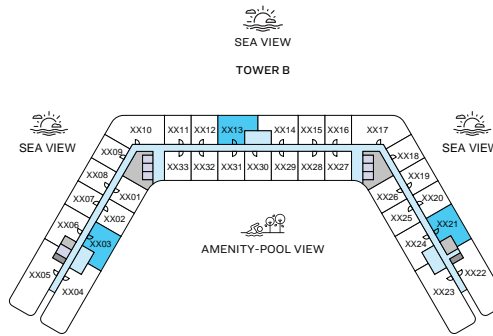 SEA VIEW
TOWER B
SEA VIEW
SEA VIEW
XX10 XX11 XX12 XX13 XX14 XX15 XX16 XX17
XX09 XX18
XX33 XX32 XX31 XX30 XX29 XX28 XX27
XX08 XX19
XX01 XX26
XX07 XX20
XX02 XX25
XX06 XX21
XX03 XX24
AMENITY-POOL VIEW
XX05 XX22
XX04 XX23